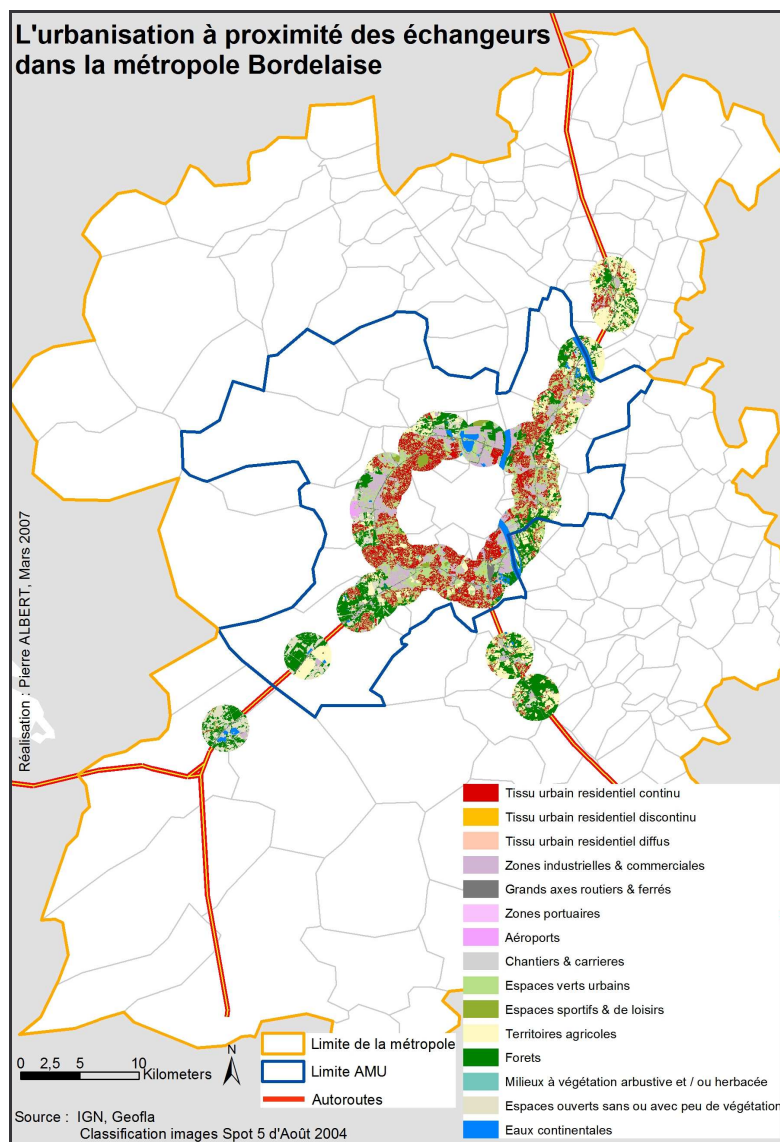 L'urbanisation à proximité des échangeurs
dans la métropole Bordelaise
Réalisation : Pierre ALBERT, Mars 2007
Tissu urbain residentiel continu
Tissu urbain residentiel discontinu
Tissu urbain residentiel diffus
Zones industrielles & commerciales
Grands axes routiers & ferrés
Zones portuaires
Aéroports
Chantiers & carrieres
Espaces verts urbains
Espaces sportifs & de loisirs
Territoires agricoles
Forets
Milieux à végétation arbustive et / ou herbacée
Espaces ouverts sans ou avec peu de végétation
Eaux continentales
Limite de la métropole
Limite AMU
Autoroutes
N
0 2,5 5 10
Kilometers
Source : IGN, Geofla
Classification images Spot 5 d'Août 2004